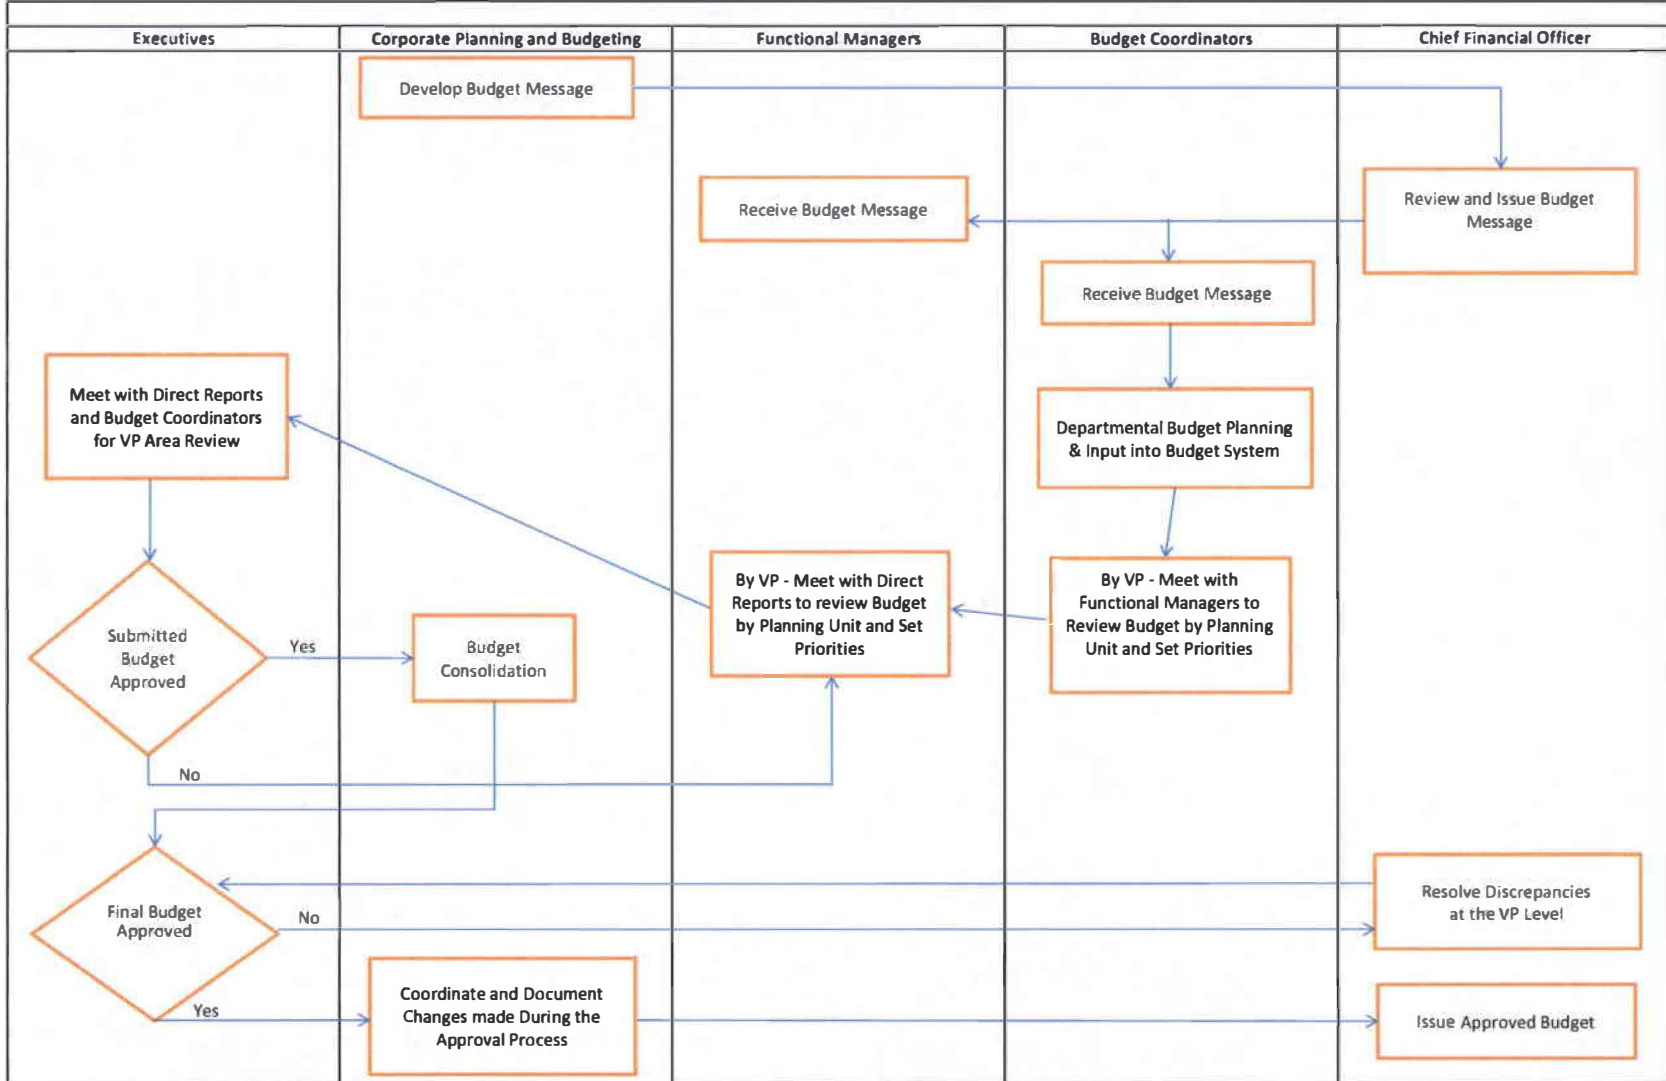 Executives
Corporate Planning and Budgeting
Functional Managers
Budget Coordinators
Chief Financial Officer
Develop Budget Message
Receive Budget Message
Review and Issue Budget
Message
Receive Budget Message
Meet with Direct Reports
and Budget Coordinators
for VP Area Review
Departmental Budget Planning
& Input into Budget System
By VP - Meet with Direct
Reports to review Budget
by Planning Unit and Set
Priorities
By VP - Meet with
Functional Managers to
Review Budget by Planning
Unit and Set Priorities
Submitted
Budget
Approved
Yes
Budget
Consolidation
No
Final Budget
Approved
No
Resolve Discrepancies
at the VP Level
Yes
Coordinate and Document
Changes made During the
Approval Process
Issue Approved Budget